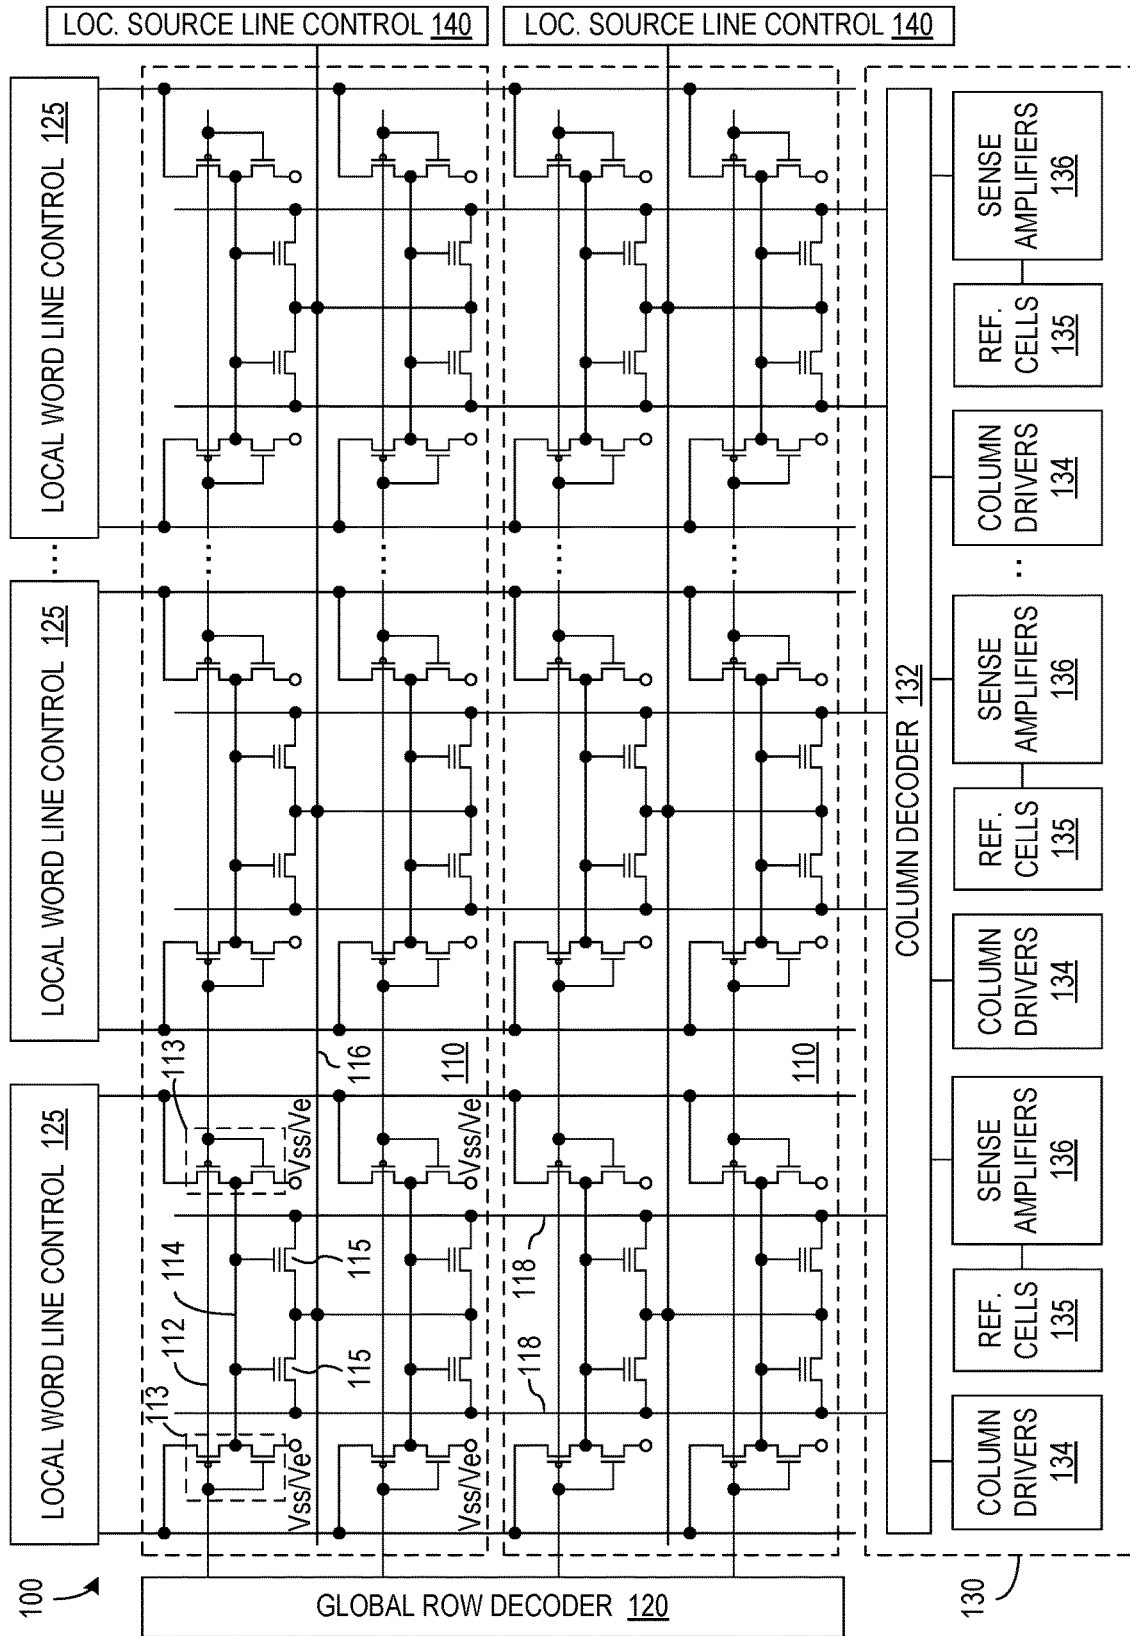 100
LOCAL WORD LINE CONTROL 125
LOCAL WORD LINE CONTROL 125
...
LOCAL WORD LINE CONTROL 125
LOC. SOURCE LINE CONTROL 140
LOC. SOURCE LINE CONTROL 140
GLOBAL ROW DECODER 120
113
112
114
113
115
115
116
Vss/Ve
Vss/Ve
Vss/Ve
Vss/Ve
...
...
...
...
110
118
118
110
COLUMN DECODER 132
130
COLUMN
DRIVERS
134
REF.
CELLS
135
SENSE
AMPLIFIERS
136
COLUMN
DRIVERS
134
REF.
CELLS
135
SENSE
AMPLIFIERS
136
...
COLUMN
DRIVERS
134
REF.
CELLS
135
SENSE
AMPLIFIERS
136